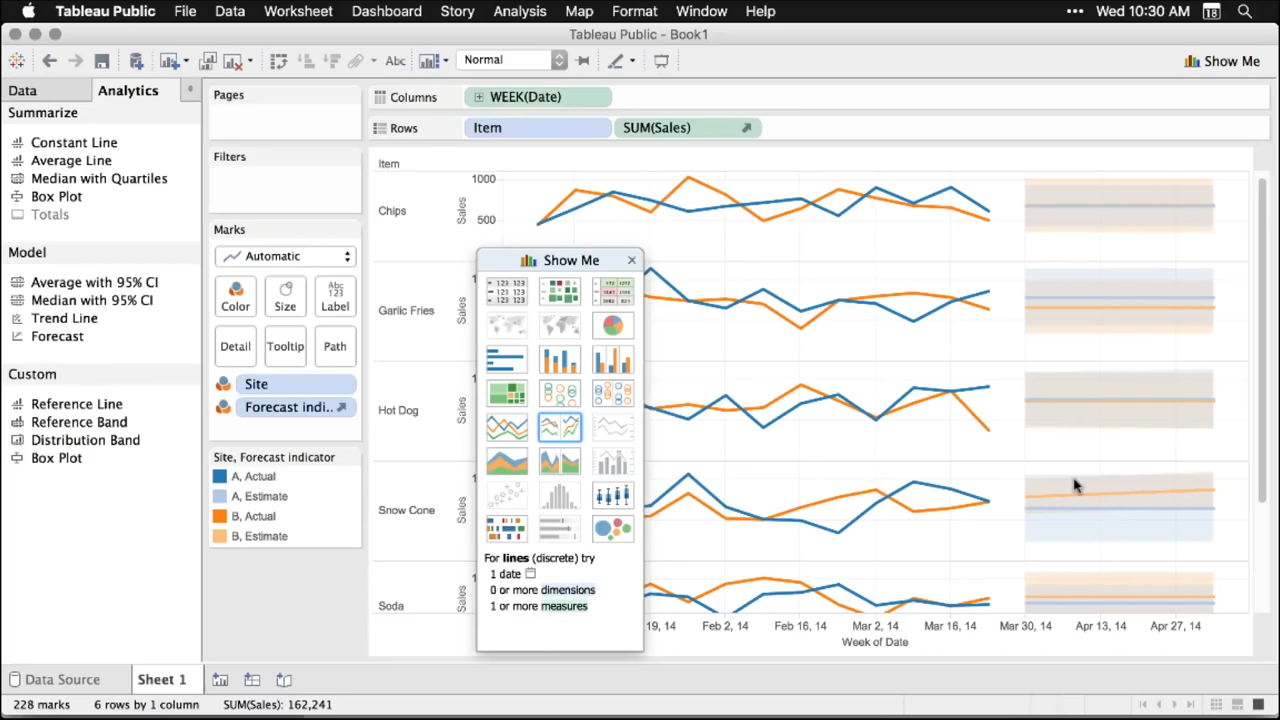 Tableau Public File Data Worksheet Dashboard Story Analysis Map Format Window Help ••• Wed 10:30 AM 18
Tableau Public - Book1
Abc Normal Show Me
Data Analytics
Summarize
Constant Line
Average Line
Median with Quartiles
Box Plot
Totals
Model
Average with 95% CI
Median with 95% CI
Trend Line
Forecast
Custom
Reference Line
Reference Band
Distribution Band
Box Plot
Pages
Filters
Marks
Automatic
Color Size Abc 123 Label
Detail Tooltip Path
Site
Forecast indi..
Site, Forecast indicator
A, Actual
A, Estimate
B, Actual
B, Estimate
Columns WEEK(Date)
Rows Item SUM(Sales)
Item
Chips Sales 1000 500
Garlic Fries Sales
Hot Dog Sales
Snow Cone Sales
Soda Sales
19, 14 Feb 2, 14 Feb 16, 14 Mar 2, 14 Mar 16, 14 Mar 30, 14 Apr 13, 14 Apr 27, 14
Week of Date
Show Me ×
For lines (discrete) try
1 date
0 or more dimensions
1 or more measures
Data Source Sheet 1
228 marks 6 rows by 1 column SUM(Sales): 162,241